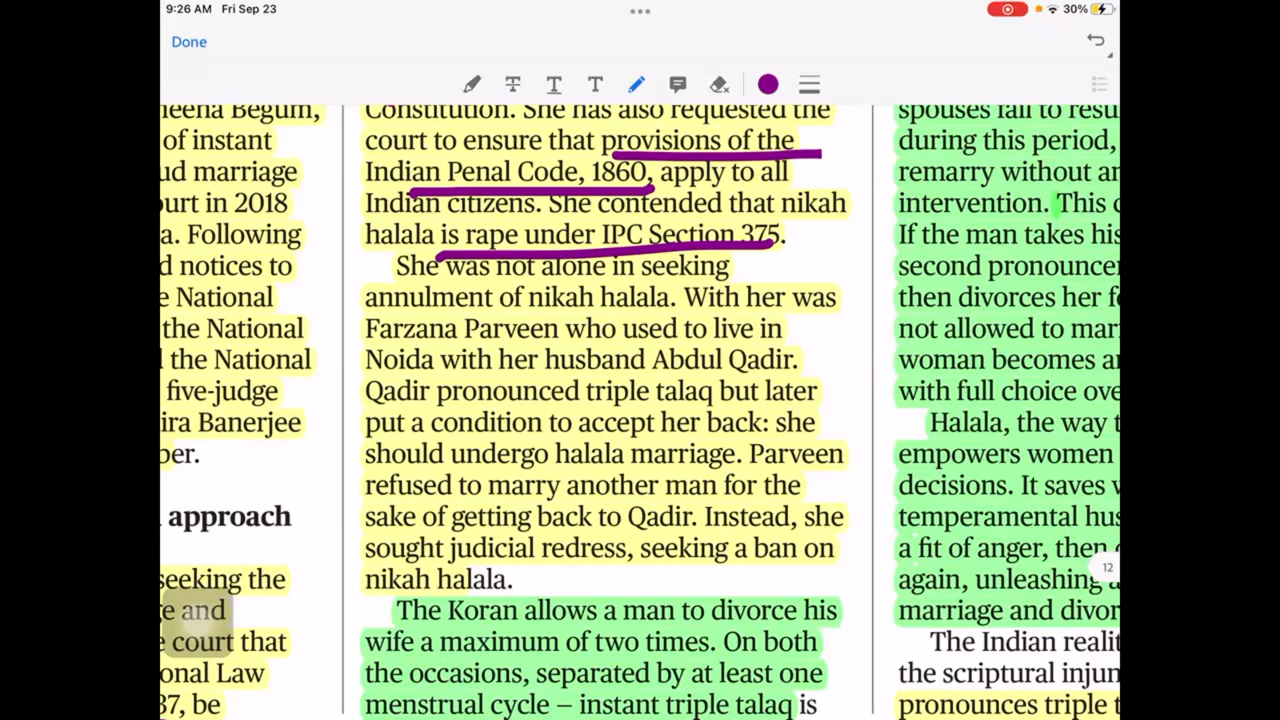 9:26 AM Fri Sep 23
30%
Done
Begum,
of instant
marriage
in 2018
a. Following
notices to
National
the National
the National
five-judge
Banerjee
approach
seeking the
and
court that
Law
be
Constitution. She has also requested the
court to ensure that provisions of the
Indian Penal Code, 1860, apply to all
Indian citizens. She contended that nikah
halala is rape under IPC Section 375.
She was not alone in seeking
annulment of nikah halala. With her was
Farzana Parveen who used to live in
Noida with her husband Abdul Qadir.
Qadir pronounced triple talaq but later
put a condition to accept her back: she
should undergo halala marriage. Parveen
refused to marry another man for the
sake of getting back to Qadir. Instead, she
sought judicial redress, seeking a ban on
nikah halala.
The Koran allows a man to divorce his
wife a maximum of two times. On both
the occasions, separated by at least one
menstrual cycle – instant triple talaq is
spouses fail to
during this period,
remarry without
intervention. This
If the man takes his
second
then divorces her
not allowed to
woman becomes
with full choice
Halala, the way
empowers women
decisions. It saves
temperamental
a fit of anger, then
again, unleashing
marriage and
The Indian
the scriptural
pronounces triple
12